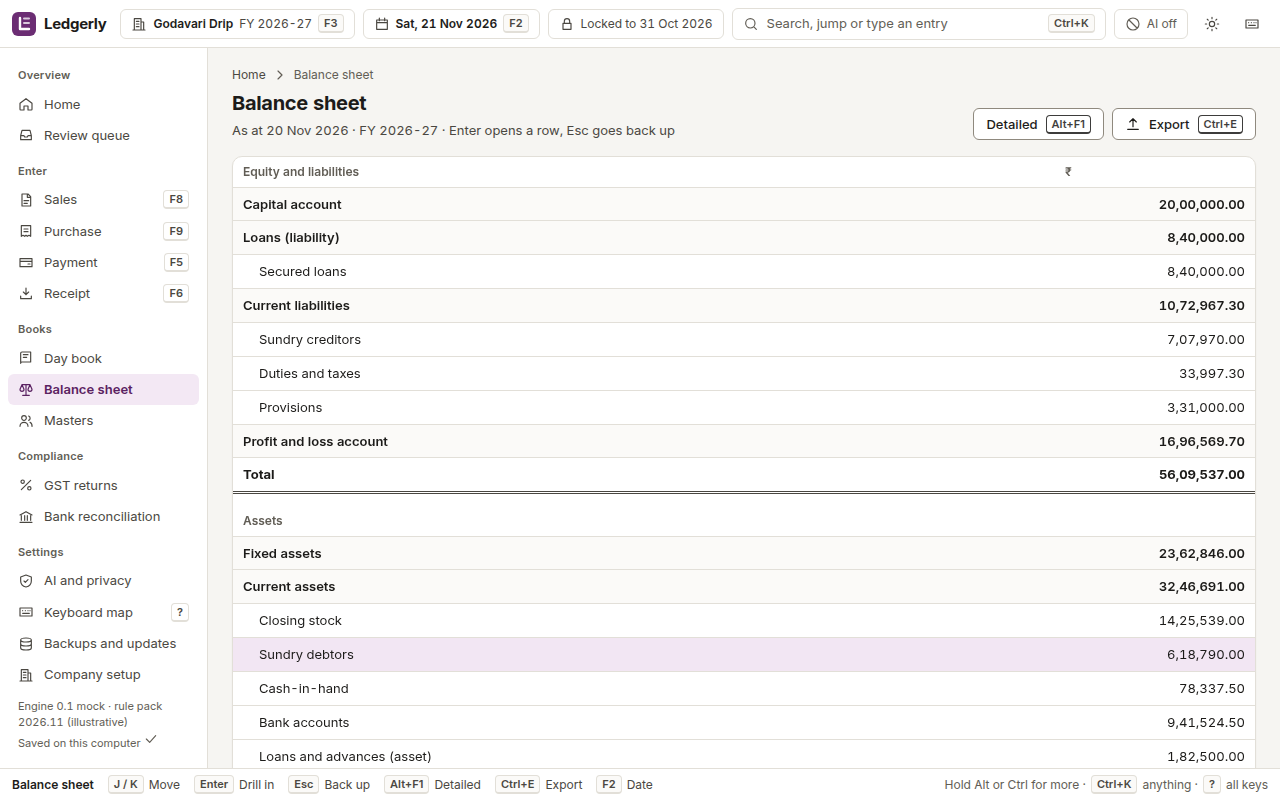 Ledgerly
Godavari Drip FY 2026-27 F3
Sat, 21 Nov 2026 F2
Locked to 31 Oct 2026
Search, jump or type an entry Ctrl+K
AI off
Overview
Home
Review queue
Enter
Sales F8
Purchase F9
Payment F5
Receipt F6
Books
Day book
Balance sheet
Masters
Compliance
GST returns
Bank reconciliation
Settings
AI and privacy
Keyboard map ?
Backups and updates
Company setup
Engine 0.1 mock · rule pack
2026.11 (illustrative)
Saved on this computer
Home > Balance sheet
Balance sheet
As at 20 Nov 2026 · FY 2026-27 · Enter opens a row, Esc goes back up
Detailed Alt+F1
Export Ctrl+E
Equity and liabilities ₹
Capital account 20,00,000.00
Loans (liability) 8,40,000.00
Secured loans 8,40,000.00
Current liabilities 10,72,967.30
Sundry creditors 7,07,970.00
Duties and taxes 33,997.30
Provisions 3,31,000.00
Profit and loss account 16,96,569.70
Total 56,09,537.00
Assets
Fixed assets 23,62,846.00
Current assets 32,46,691.00
Closing stock 14,25,539.00
Sundry debtors 6,18,790.00
Cash-in-hand 78,337.50
Bank accounts 9,41,524.50
Loans and advances (asset) 1,82,500.00
Balance sheet J / K Move Enter Drill in Esc Back up Alt+F1 Detailed Ctrl+E Export F2 Date
Hold Alt or Ctrl for more · Ctrl+K anything · ? all keys